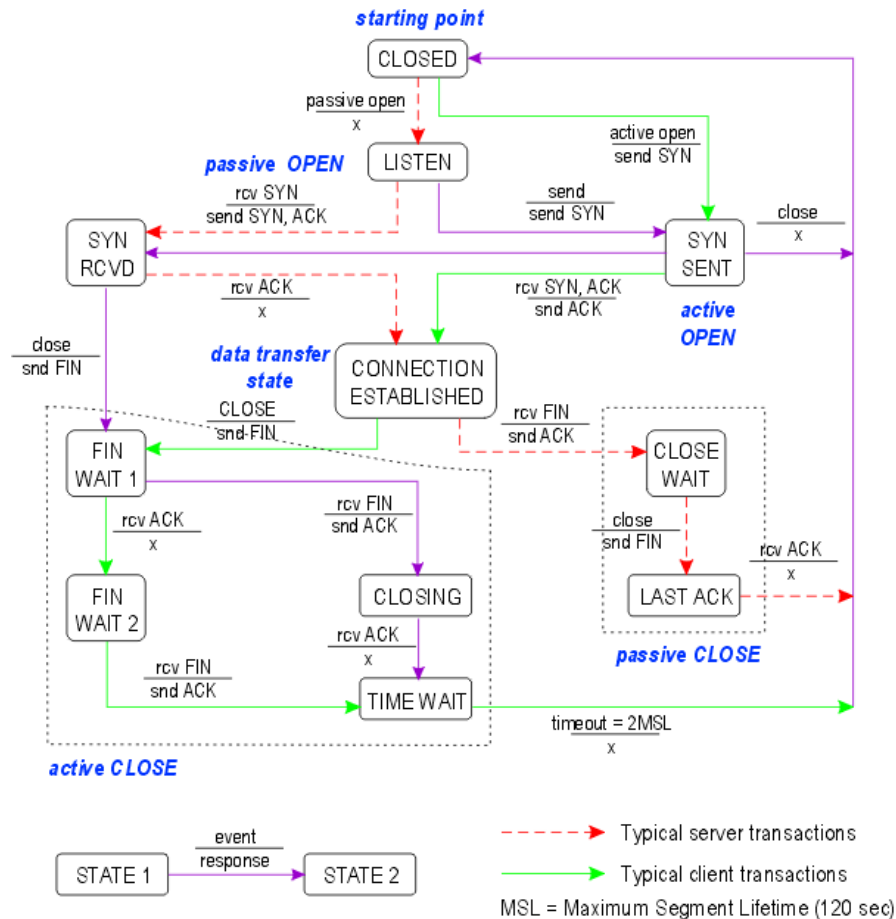 starting point
CLOSED
passive open
x
active open
send SYN
passive OPEN
LISTEN
rcv SYN
send SYN, ACK
send
send SYN
close
x
SYN
RCVD
SYN
SENT
rcv ACK
x
rcv SYN, ACK
snd ACK
active
OPEN
close
snd FIN
data transfer
state
CONNECTION
ESTABLISHED
CLOSE
snd-FIN
rcv FIN
snd ACK
FIN
WAIT 1
CLOSE
WAIT
rcv ACK
x
rcv FIN
snd ACK
close
snd FIN
rcv ACK
x
FIN
WAIT 2
CLOSING
LAST ACK
rcv ACK
x
passive CLOSE
rcv FIN
snd ACK
TIME WAIT
timeout = 2MSL
x
active CLOSE
event
response
STATE 1
STATE 2
Typical server transactions
Typical client transactions
MSL = Maximum Segment Lifetime (120 sec)